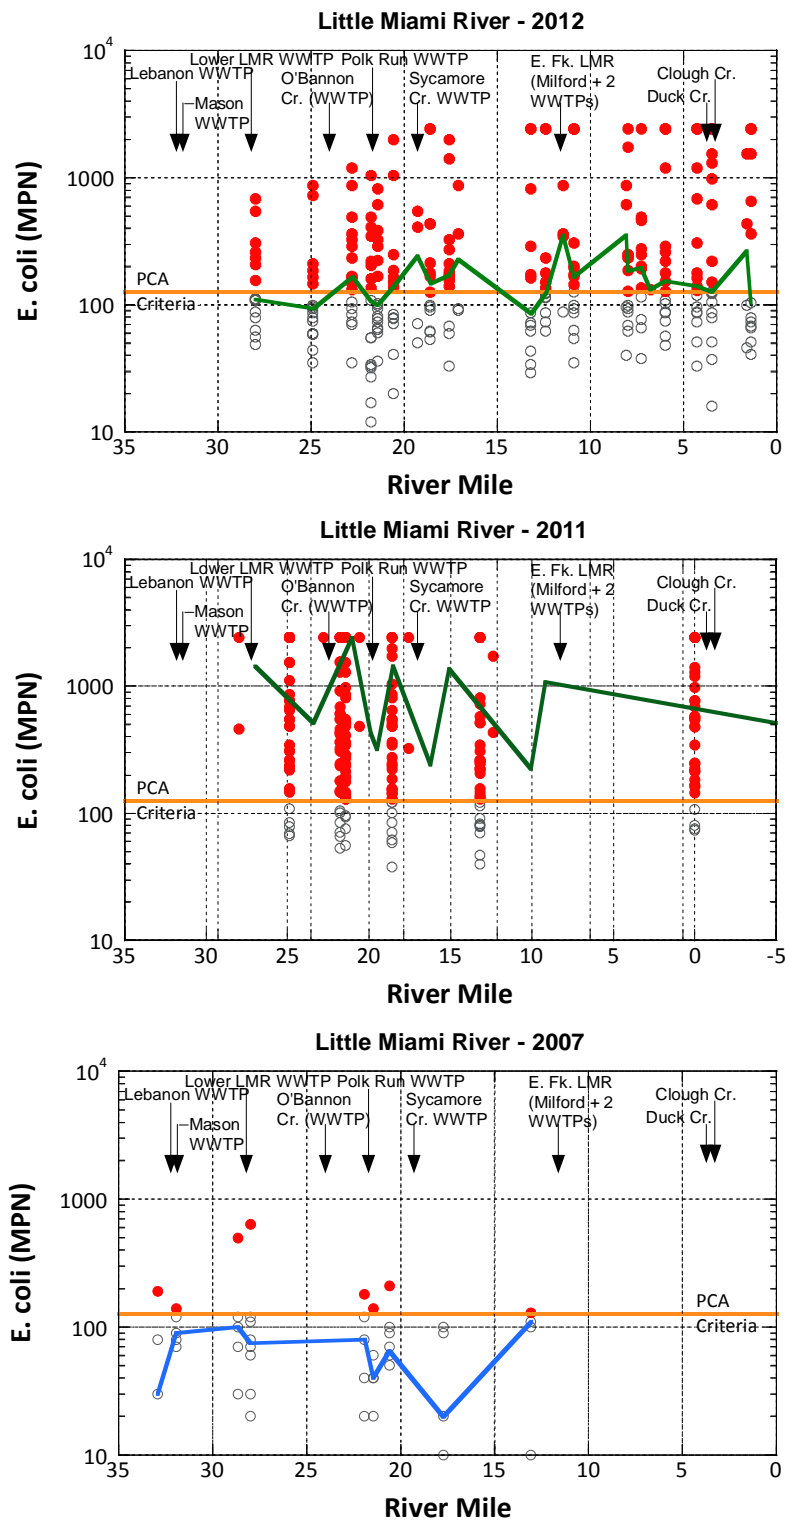 Little Miami River - 2012
10^4
Lower LMR WWTP Polk Run WWTP
E. Fk. LMR
Lebanon WWTP
O'Bannon
Sycamore
(Milford + 2
Clough Cr.
–Mason
Cr. (WWTP)
Cr. WWTP
WWTPs)
Duck Cr.
WWTP
1000
E. coli (MPN)
PCA
100
Criteria
10
35 30 25 20 15 10 5 0
River Mile
Little Miami River - 2011
10^4
Lower LMR WWTP Polk Run WWTP
E. Fk. LMR
Lebanon WWTP
O'Bannon
Sycamore
(Milford + 2
Clough Cr.
–Mason
Cr. (WWTP)
Cr. WWTP
WWTPs)
Duck Cr.
WWTP
1000
E. coli (MPN)
PCA
100
Criteria
10
35 30 25 20 15 10 5 0 -5
River Mile
Little Miami River - 2007
10^4
Lower LMR WWTP Polk Run WWTP
E. Fk. LMR
Lebanon WWTP
O'Bannon
Sycamore
(Milford + 2
Clough Cr.
–Mason
Cr. (WWTP)
Cr. WWTP
WWTPs)
Duck Cr.
WWTP
1000
E. coli (MPN)
PCA
100
Criteria
10
35 30 25 20 15 10 5 0
River Mile